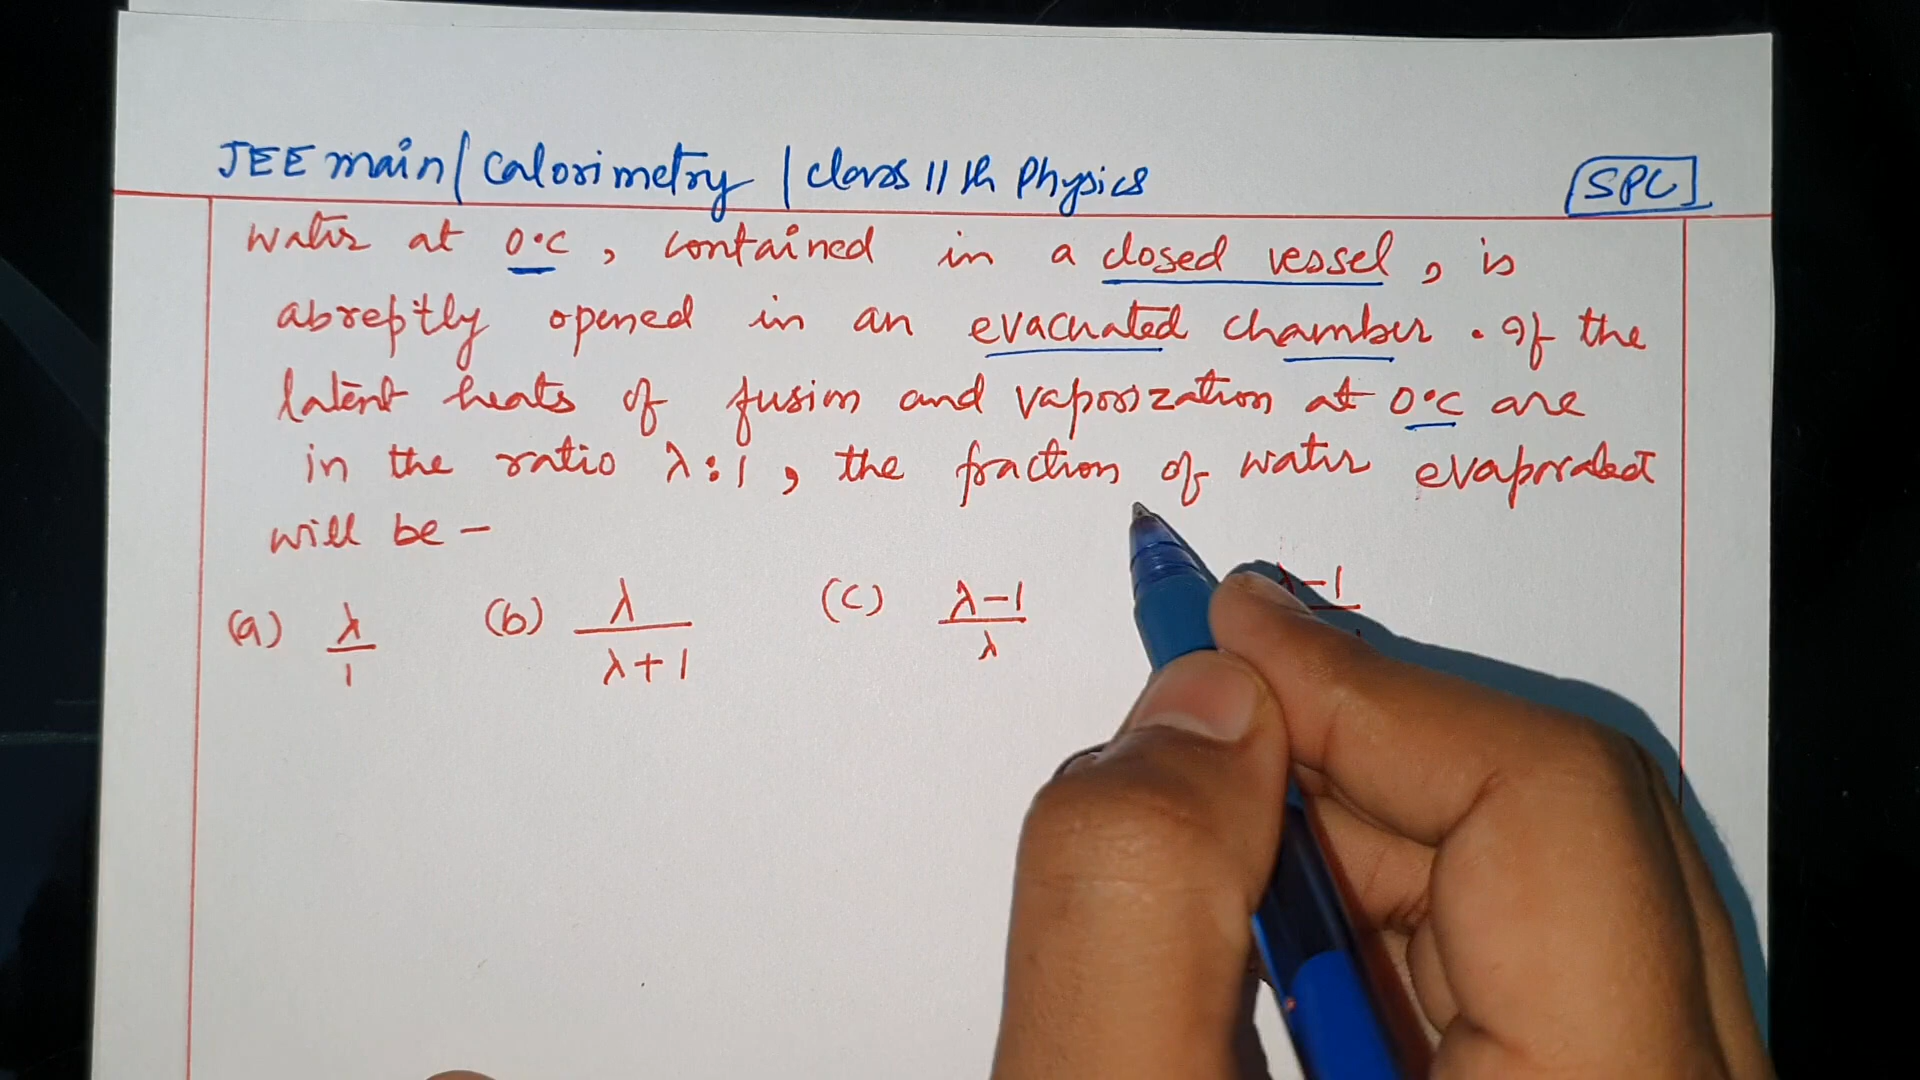 JEE main / Calorimetry / class 11th Physics
[SPC]
water at 0°C, contained in a closed vessel, is
abreptly opened in an evacuated chamber. If the
latent heats of fusion and vaporization at 0°C are
in the ratio λ:1, the fraction of water evaporated
will be -
(a) λ/1 (b) λ/(λ+1) (c) (λ-1)/λ